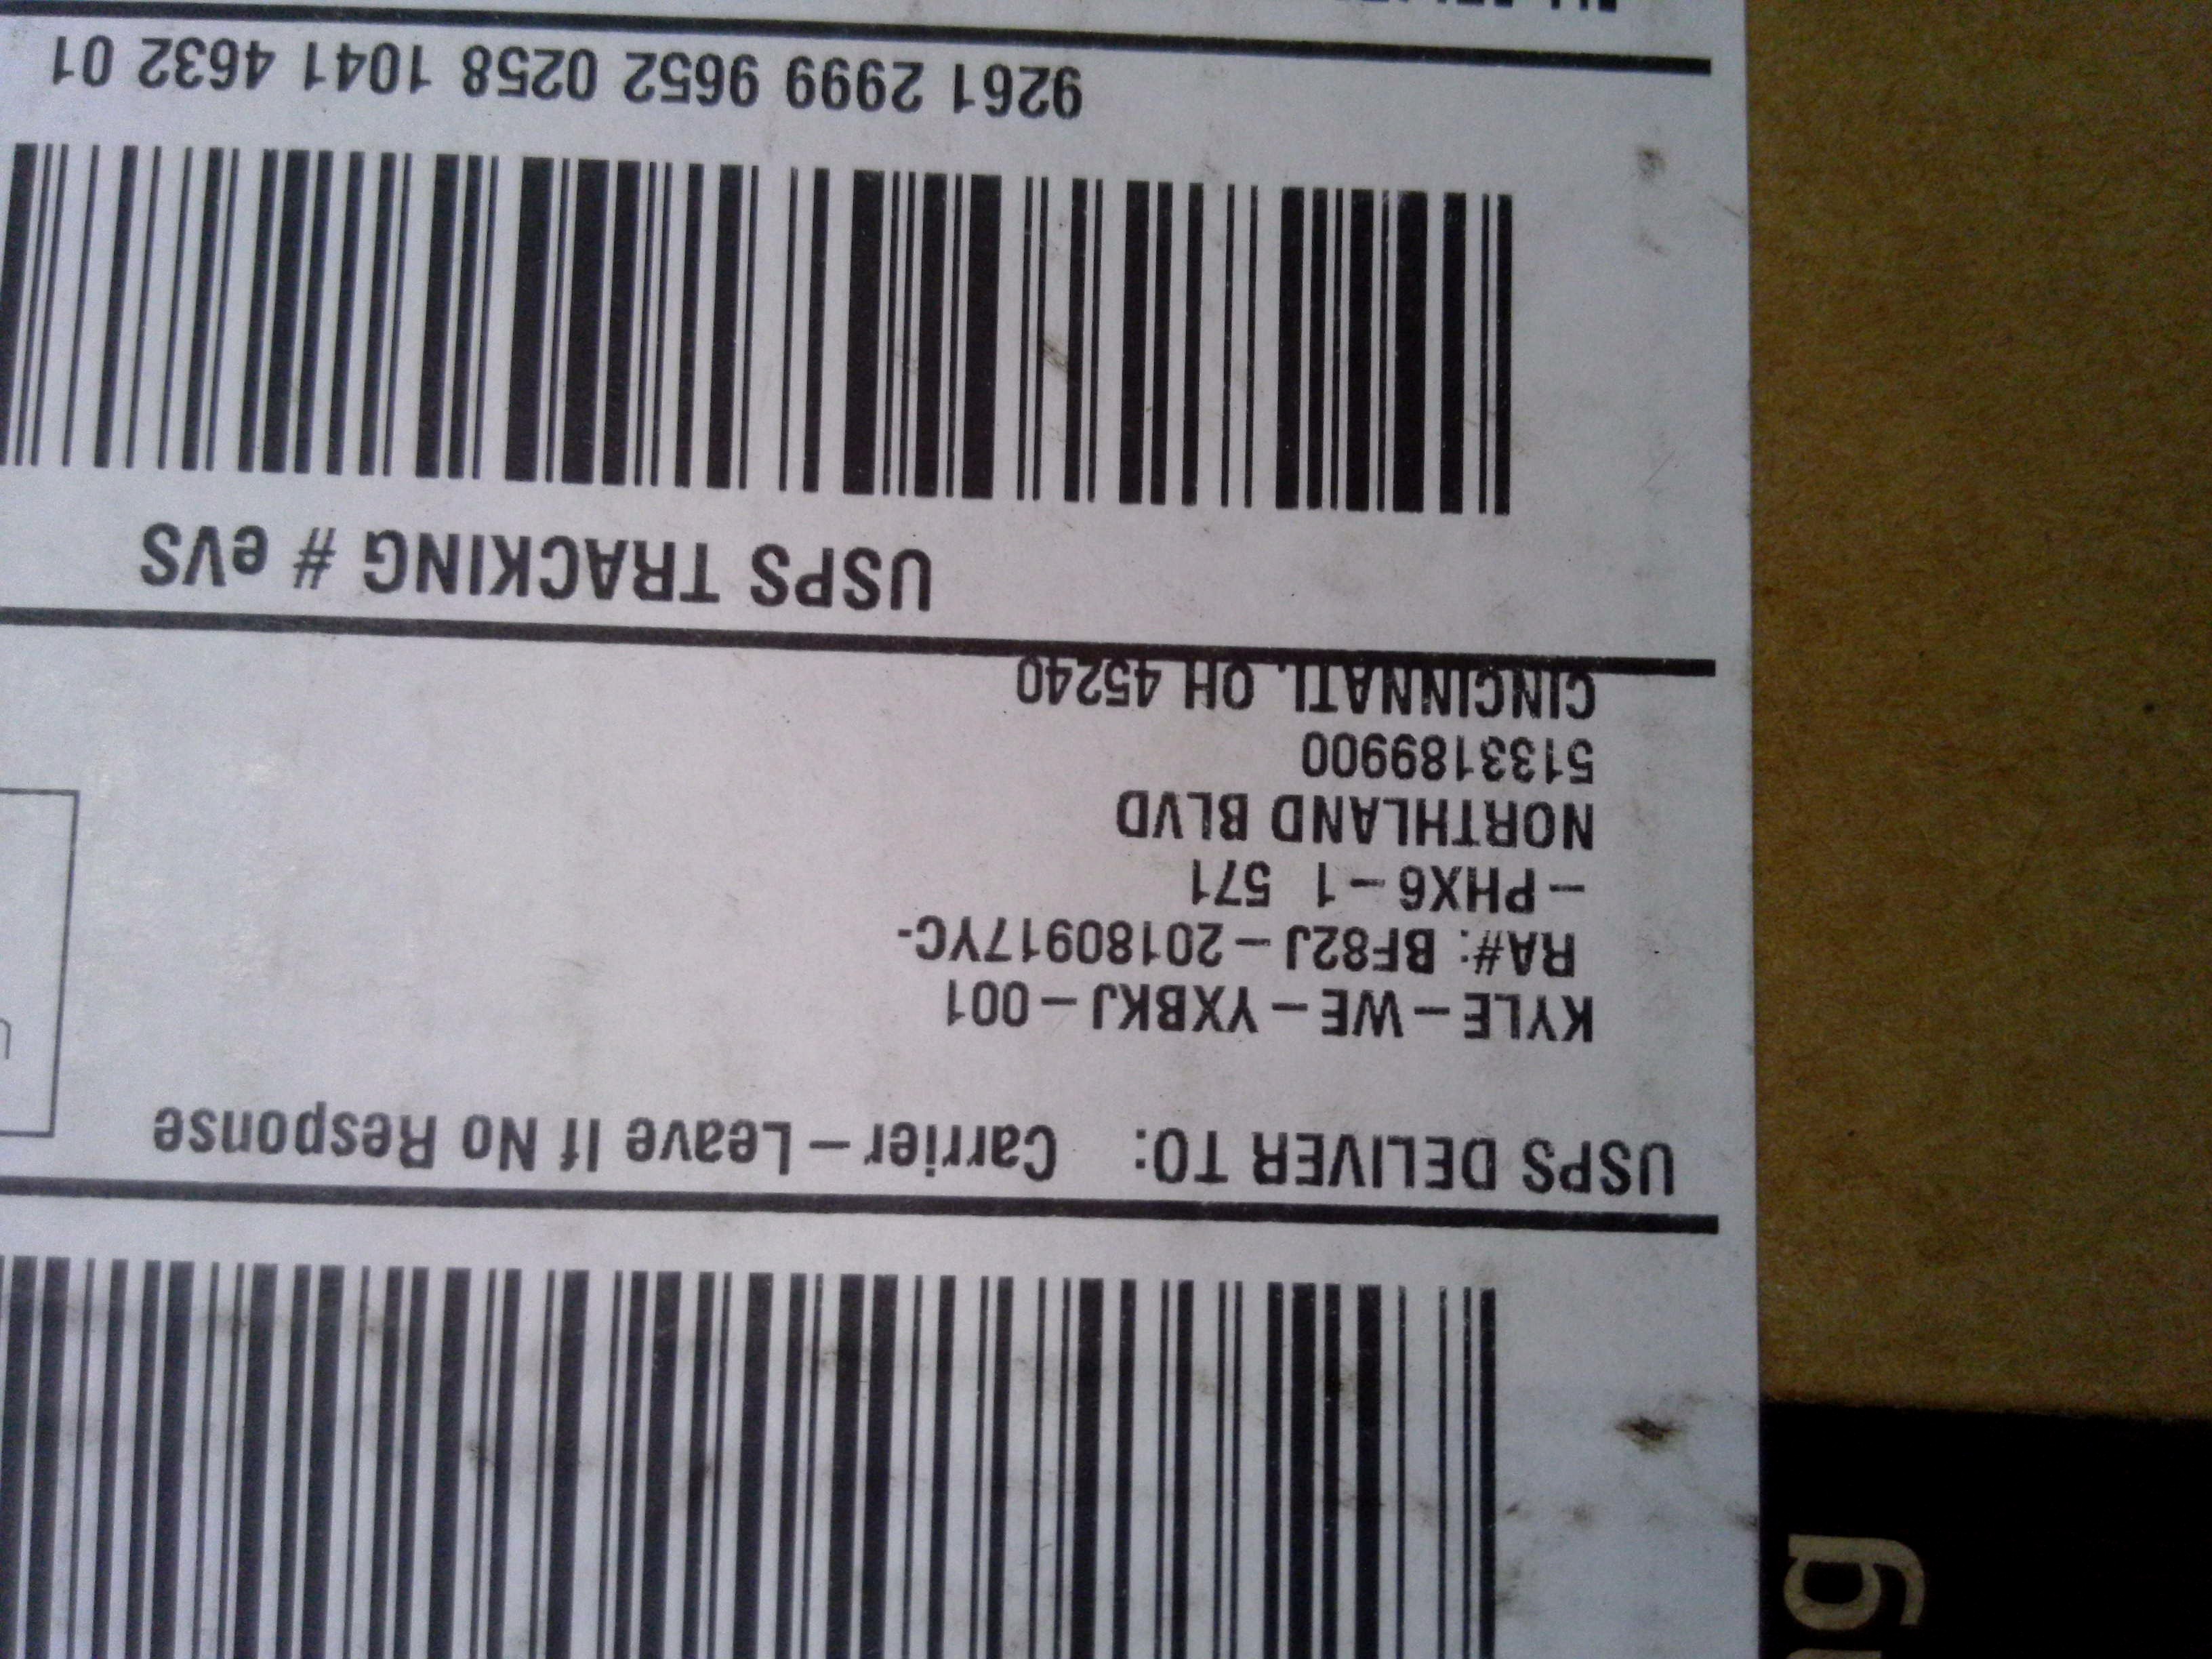 USPS DELIVER TO: Carrier – Leave If No Response
KYLE – WE – YXBKJ – 001
RA#: BF82J – 20180917YC-
– PHX6 – 1 571
NORTHLAND BLVD
5133189900
CINCINNATI, OH 45240
USPS TRACKING # eVS
9261 2999 9652 0258 1041 4632 01